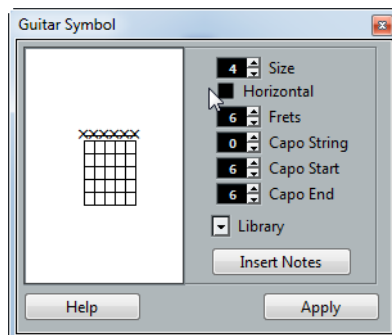 Guitar Symbol
4 Size
Horizontal
6 Frets
0 Capo String
6 Capo Start
6 Capo End
XXXXXX
Library
Insert Notes
Help Apply